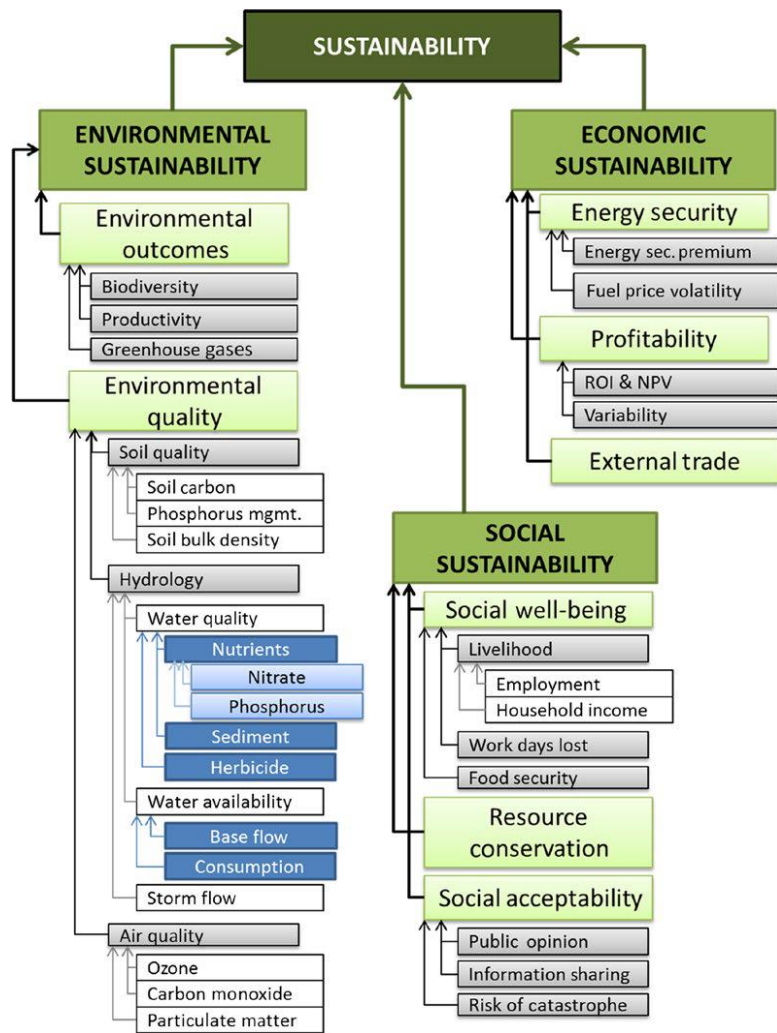 SUSTAINABILITY
ENVIRONMENTAL
SUSTAINABILITY
Environmental
outcomes
Biodiversity
Productivity
Greenhouse gases
Environmental
quality
Soil quality
Soil carbon
Phosphorus mgmt.
Soil bulk density
Hydrology
Water quality
Nutrients
Nitrate
Phosphorus
Sediment
Herbicide
Water availability
Base flow
Consumption
Storm flow
Air quality
Ozone
Carbon monoxide
Particulate matter
ECONOMIC
SUSTAINABILITY
Energy security
Energy sec. premium
Fuel price volatility
Profitability
ROI & NPV
Variability
External trade
SOCIAL
SUSTAINABILITY
Social well-being
Livelihood
Employment
Household income
Work days lost
Food security
Resource
conservation
Social acceptability
Public opinion
Information sharing
Risk of catastrophe